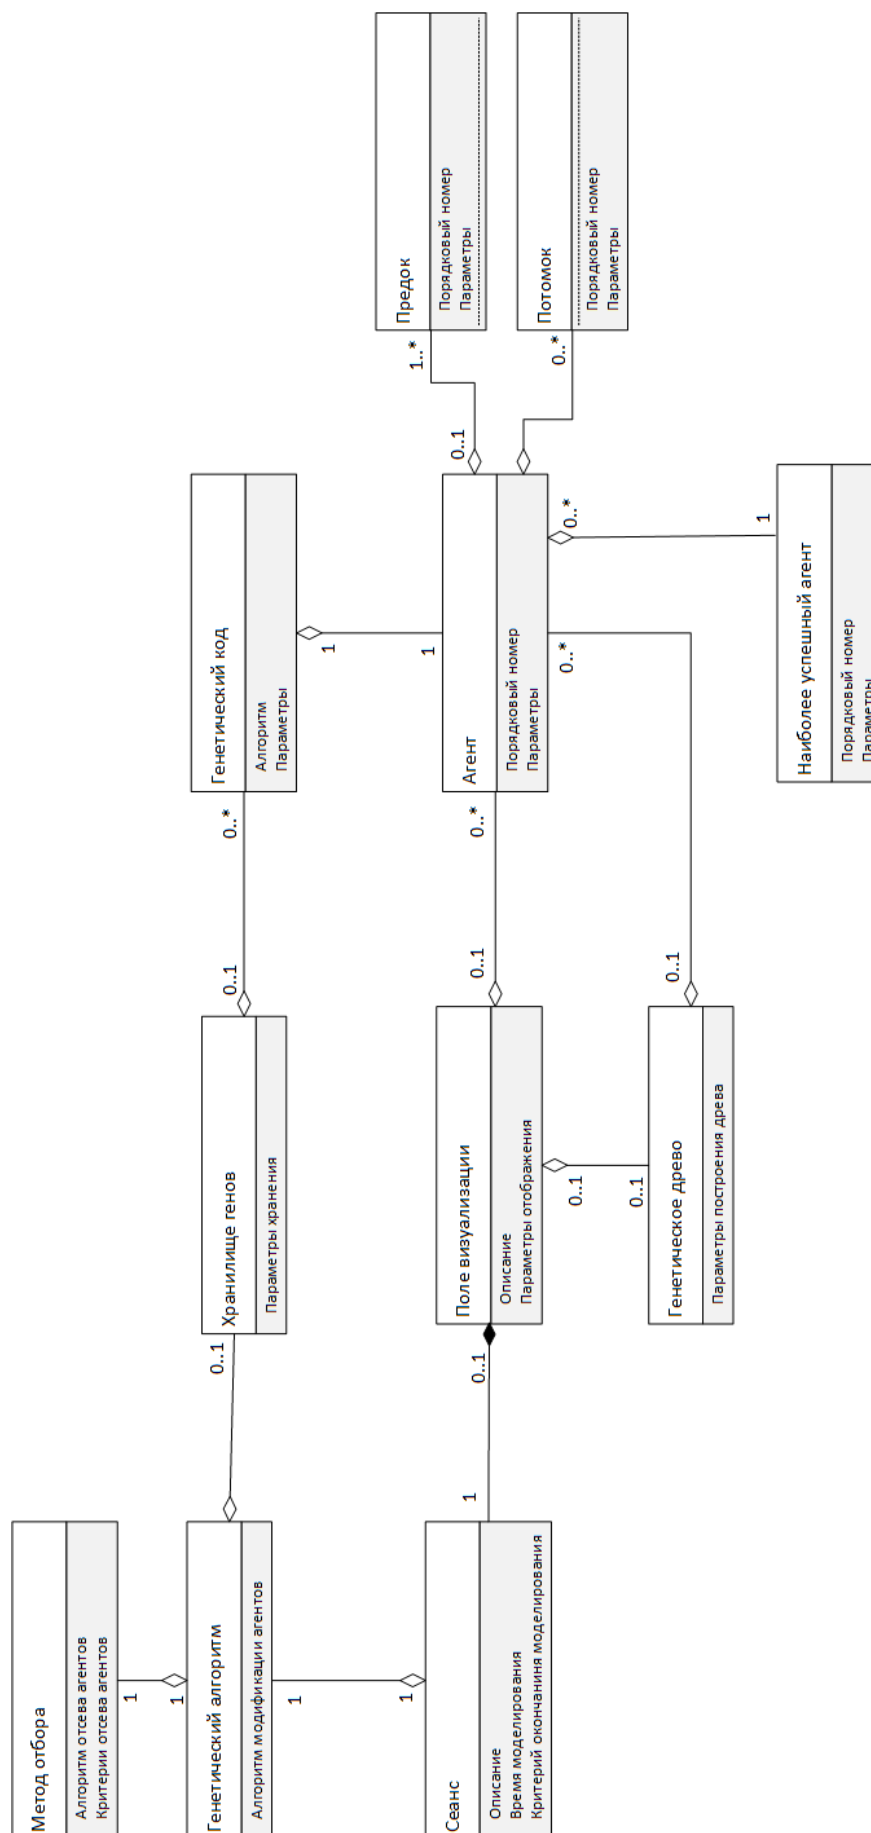 Метод отбора
Алгоритм отсева агентов
Критерии отсева агентов
1
1
Генетический алгоритм
Алгоритм модификации агентов
0..1
Хранилище генов
Параметры хранения
0..1
0..*
Генетический код
Алгоритм
Параметры
1
1
1
1
Сеанс
Описание
Время моделирования
Критерий окончаниня моделирования
1
0..1
Поле визуализации
Описание
Параметры отображения
0..1
0..*
Агент
Порядковый номер
Параметры
0..1
1..*
Предок
Порядковый номер
Параметры
0..*
Потомок
Порядковый номер
Параметры
0..1
0..1
Генетическое древо
Параметры построения древа
0..1
0..*
0..*
1
Наиболее успешный агент
Порядковый номер
Параметры